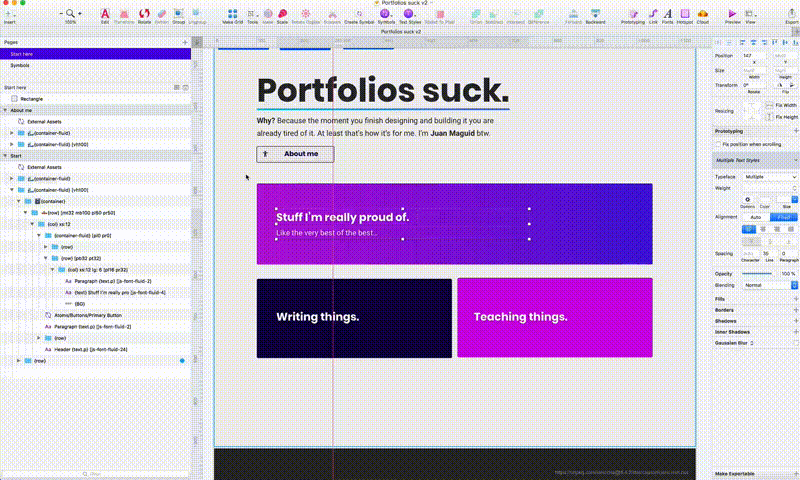 Portfolios suck v2
100%
Insert
Edit
Transform
Rotate
Flatten
Group
Ungroup
Make Grid
Tools
Mask
Scale
Create Symbol
Symbols
Text Styles
Prototyping
Link
Fonts
Hotspot
Cloud
Preview
View
Export
Portfolios suck v2
Pages
Start here
Symbols
Start here
Rectangle
About me
External Assets
(container-fluid)
(container-fluid) [vh100]
Start
External Assets
(container-fluid)
(container-fluid) [vh100]
(container)
(row) [mt32 mb100 pl50 pr50]
(col) xs:12
(container-fluid) [pl0 pr0]
(row)
(row) [pb32 pt32]
(col) xs:12 lg: 6 [pl16 pr32]
Paragraph (text.p) [js-font-fluid-2]
(text) Stuff I'm really pro [js-font-fluid-4]
(BG)
Atoms/Buttons/Primary Button
Paragraph (text.p) [js-font-fluid-2]
(row)
Header (text.p) [js-font-fluid-24]
(row)
Filter
Portfolios suck.
Why? Because the moment you finish designing and building it you are
already tired of it. At least that's how it's for me. I'm Juan Maguid btw.
About me
Stuff I'm really proud of.
Like the very best of the best...
Writing things.
Teaching things.
Position
147
X
Y
Size
Width
Height
Transform
0°
Rotate
Flip
Resizing
Fix Width
Fix Height
Prototyping
Fix position when scrolling
Multiple Text Styles
Typeface
Multiple
Weight
Options
Color
Size
Alignment
Auto
Fixed
Spacing
Character
Line
Paragraph
Opacity
100 %
Blending
Normal
Fills
Borders
Shadows
Inner Shadows
Gaussian Blur
Make Exportable